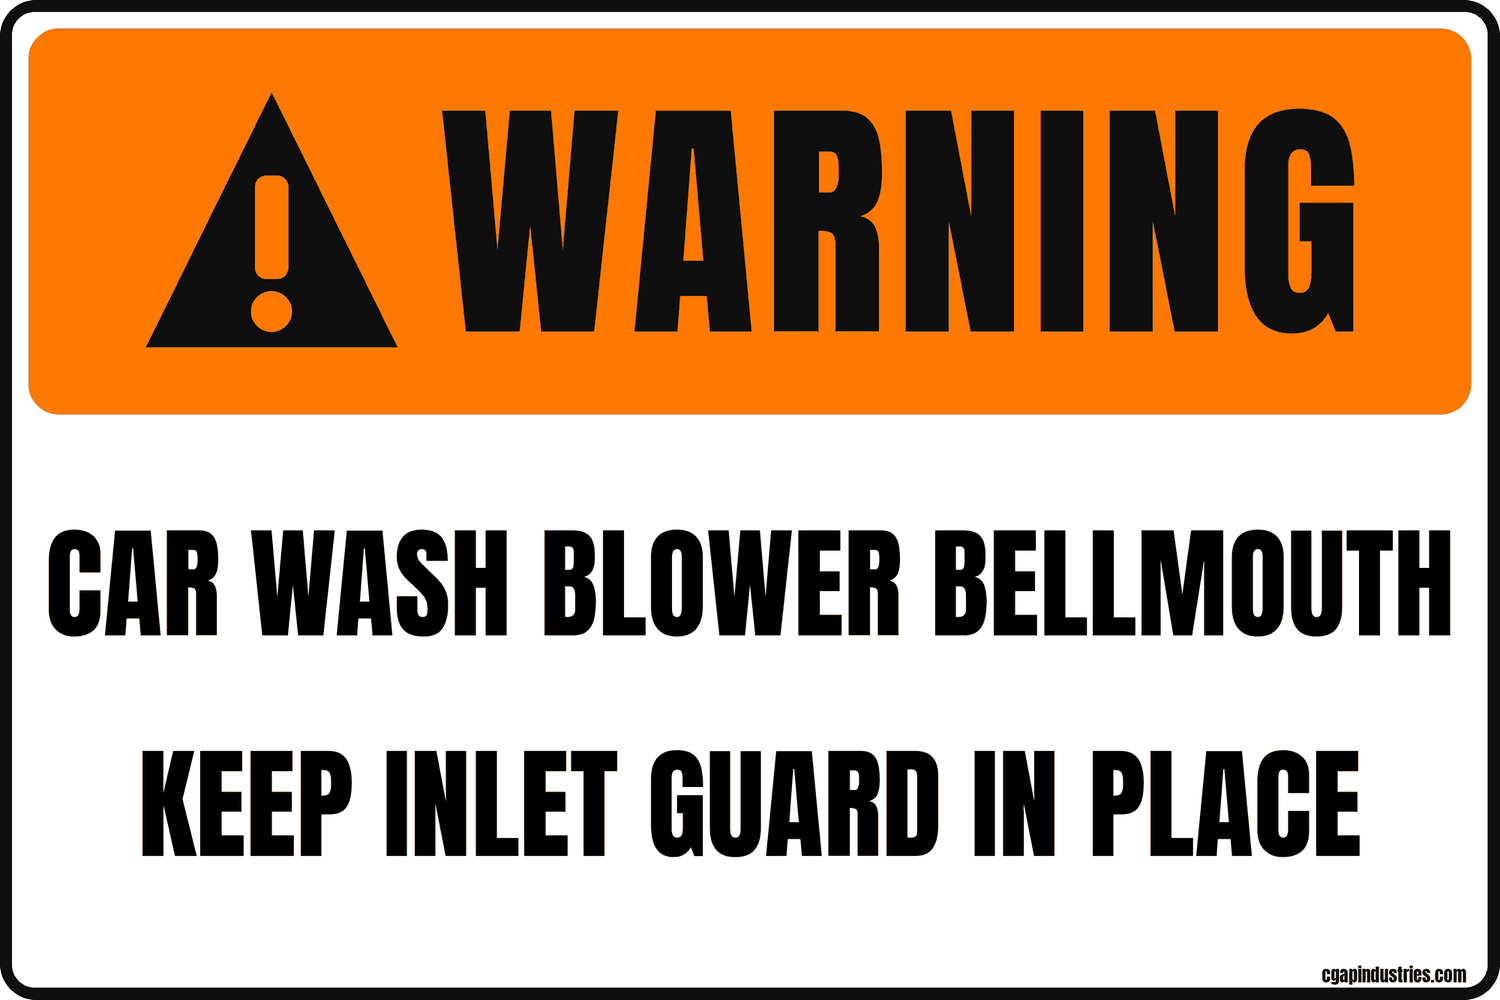 WARNING
CAR WASH BLOWER BELLMOUTH
KEEP INLET GUARD IN PLACE
cgapindustries.com